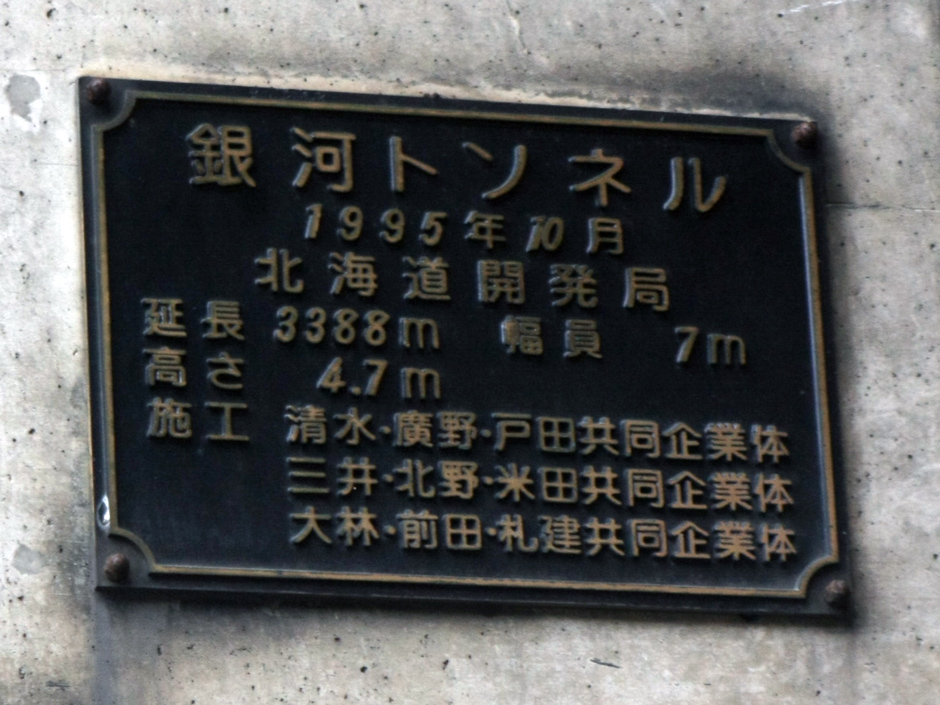 銀河トンネル
1995年10月
北海道開発局
延長 3388m 幅員 7m
高さ 4.7m
施工 清水・廣野・戸田共同企業体
三井・北野・米田共同企業体
大林・前田・札建共同企業体